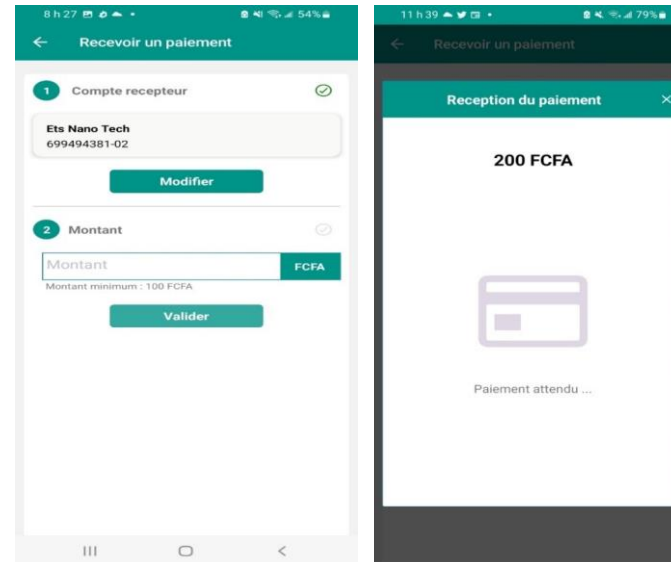 8 h 27
54%
Recevoir un paiement
1 Compte recepteur
Ets Nano Tech
699494381-02
Modifier
2 Montant
Montant
FCFA
Montant minimum : 100 FCFA
Valider
11 h 39
79%
Recevoir un paiement
Reception du paiement
200 FCFA
Paiement attendu ...